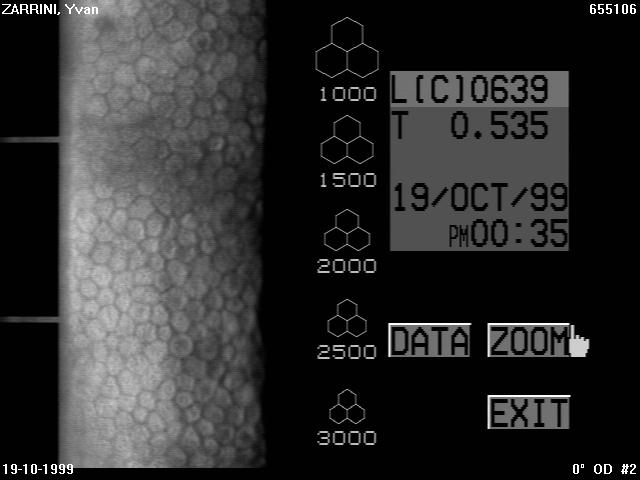 ZARRINI, Yvan
655106
1000
1500
2000
2500
3000
L(C)0639
T 0.535
19/OCT/99
PM00:35
DATA
ZOOM
EXIT
19-10-1999
0° OD #2